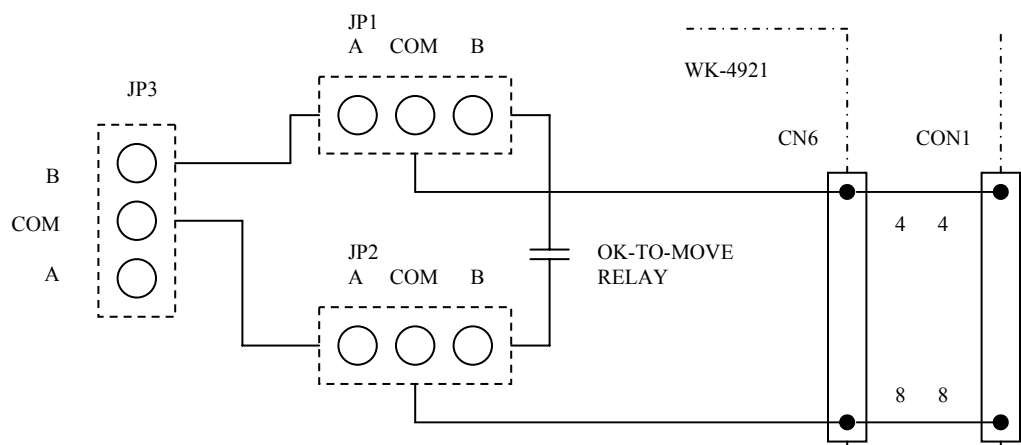 JP1
A COM B
WK-4921
JP3
CN6 CON1
B
COM
A
4 4
JP2
A COM B
OK-TO-MOVE
RELAY
8 8